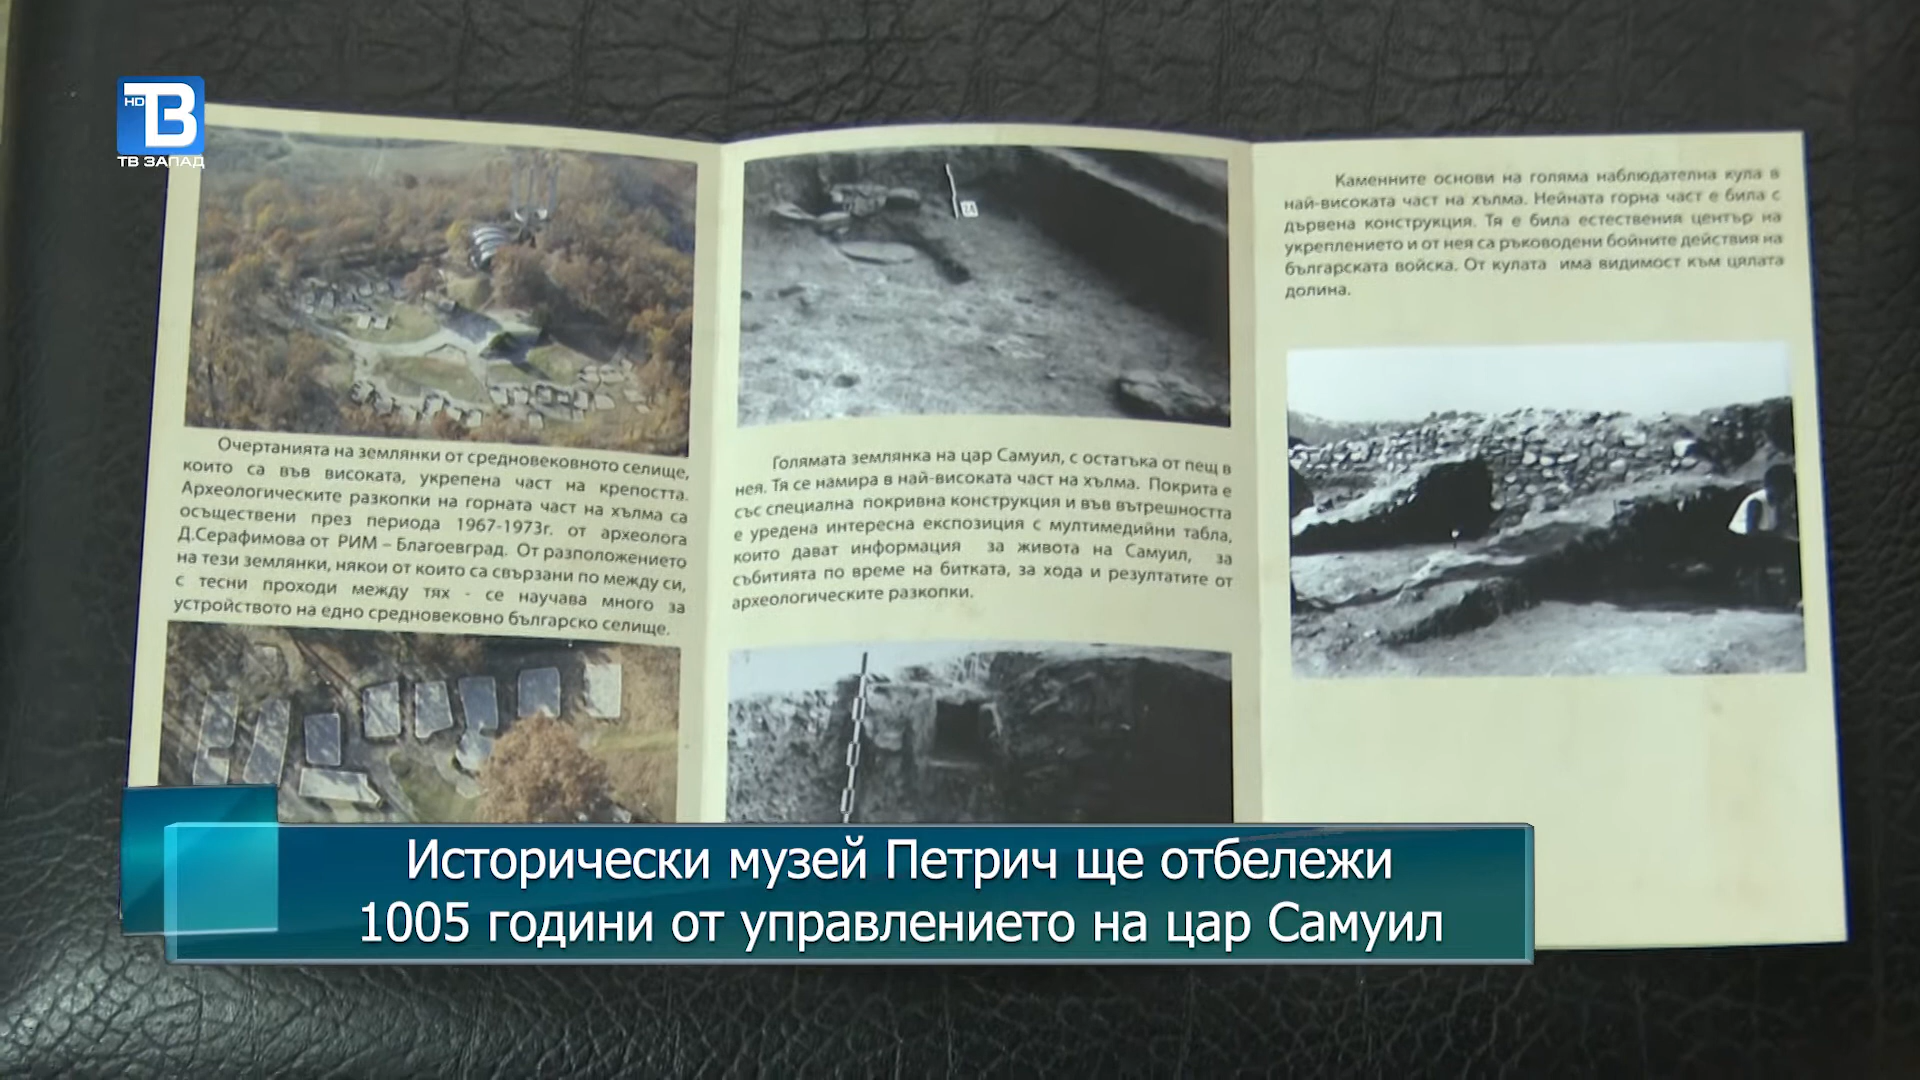 HD
ТВ
ТВ ЗАПАД
Очертанията на землянки от средновековното селище,
които са във високата, укрепена част на крепостта.
Археологическите разкопки на горната част на хълма са
осъществени през периода 1967-1973г. от археолога
Д.Серафимова от РИМ – Благоевград. От разположението
на тези землянки, някои от които са свързани по между си,
с тесни проходи между тях - се научава много за
устройството на едно средновековно българско селище.
Голямата землянка на цар Самуил, с остатъка от пещ в
нея. Тя се намира в най-високата част на хълма. Покрита е
със специална покривна конструкция и във вътрешността
е уредена интересна експозиция с мултимедийни табла,
които дават информация за живота на Самуил, за
събитията по време на битката, за хода и резултатите от
археологическите разкопки.
Каменните основи на голяма наблюдателна кула в
най-високата част на хълма. Нейната горна част е била с
дървена конструкция. Тя е била естествения център на
укреплението и от нея са ръководени бойните действия на
българската войска. От кулата има видимост към цялата
долина.
Исторически музей Петрич ще отбележи
1005 години от управлението на цар Самуил